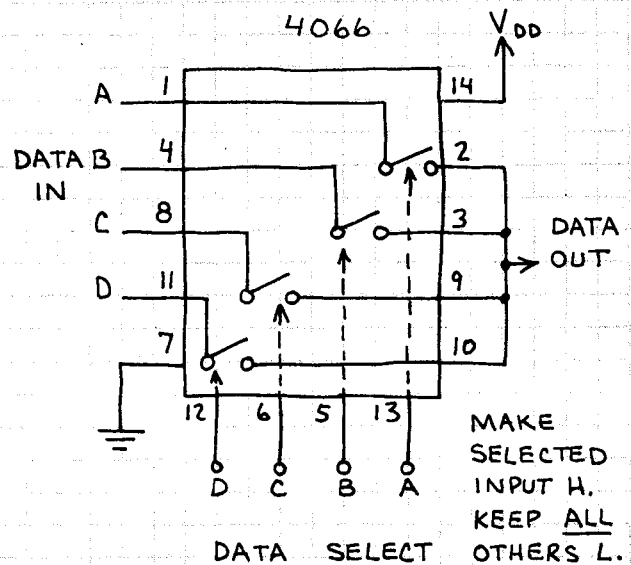 4066
V DD
A 1 14
DATA B 4 2
IN
C 8 3 DATA
OUT
D 11 9
7 10
12 6 5 13
D C B A
DATA SELECT
MAKE
SELECTED
INPUT H.
KEEP ALL
OTHERS L.